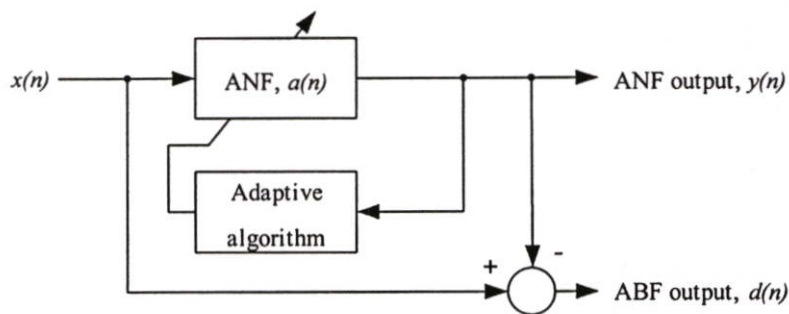 x(n)
ANF, a(n)
ANF output, y(n)
Adaptive
algorithm
+
-
ABF output, d(n)